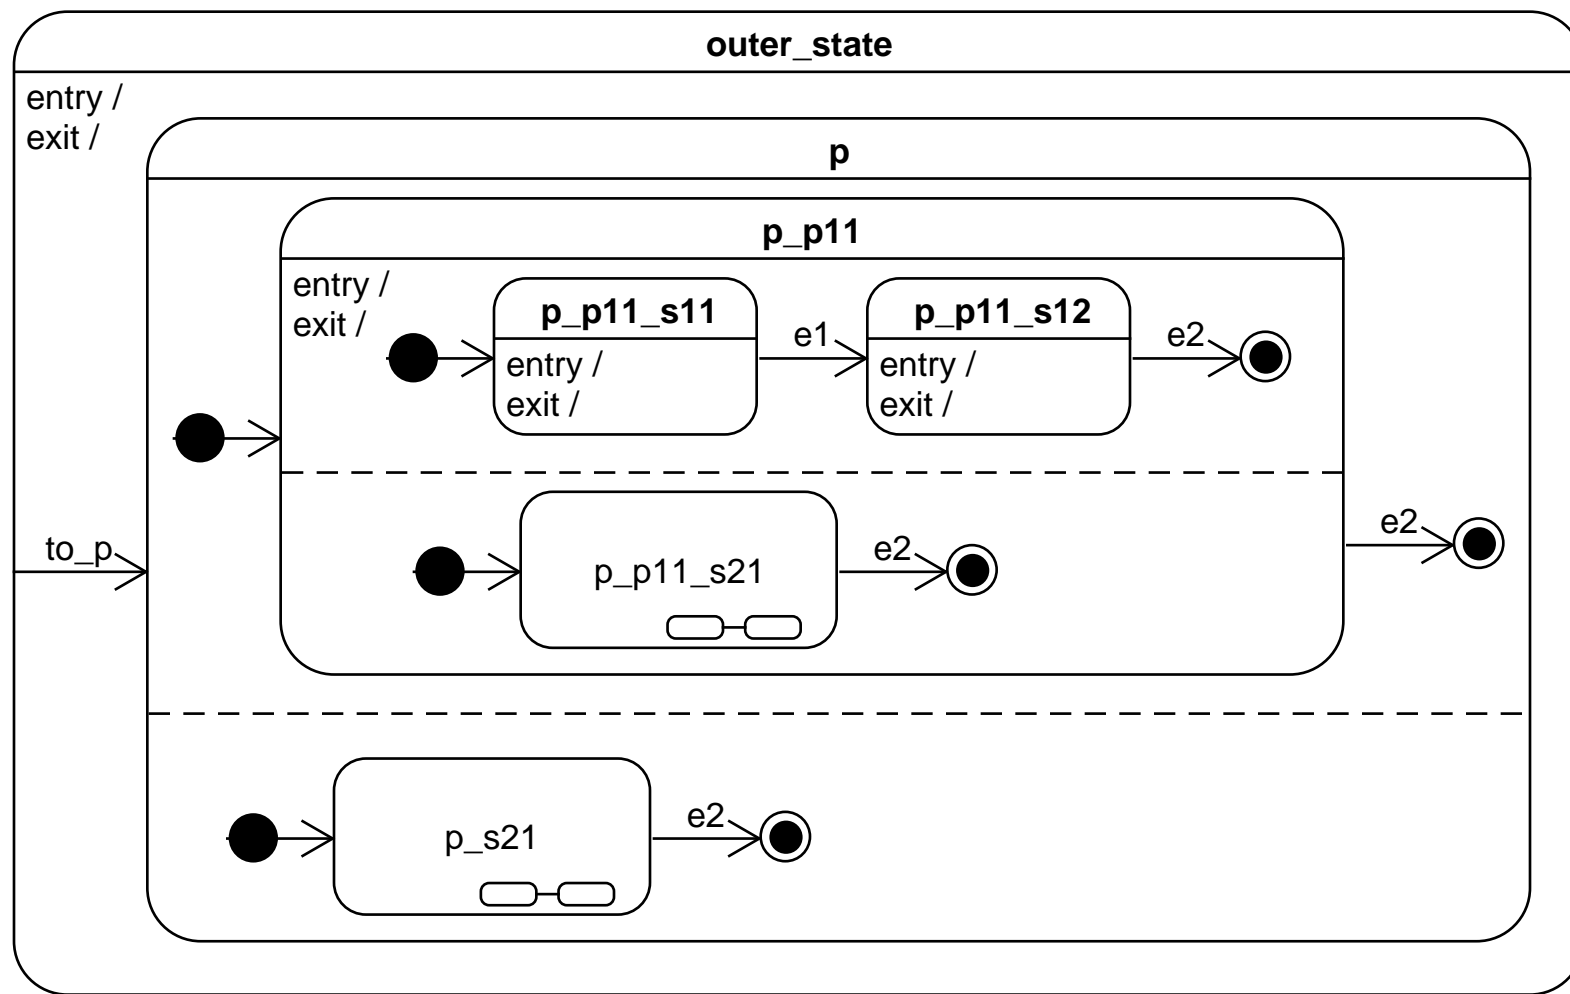 outer_state
entry /
exit /
p
p_p11
entry /
exit /
p_p11_s11
entry /
exit /
e1
p_p11_s12
entry /
exit /
e2
to_p
p_p11_s21
e2
e2
p_s21
e2